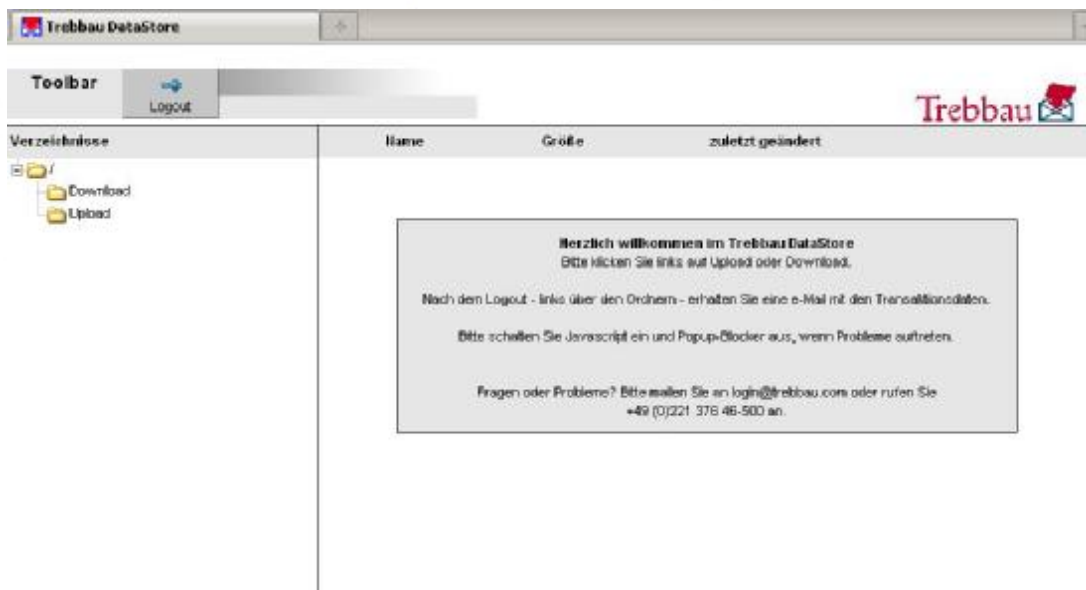 Trebbau DataStore
Toolbar
Logout
Trebbau
Verzeichnisse
Name Größe zuletzt geändert
/
Download
Upload
Herzlich willkommen im Trebbau DataStore
Bitte klicken Sie links auf Upload oder Download.
Nach dem Logout - links über den Ordnern - erhalten Sie eine e-Mail mit den Transaktionsdaten.
Bitte schalten Sie Javascript ein und Popup-Blocker aus, wenn Probleme auftreten.
Fragen oder Probleme? Bitte mailen Sie an login@trebbau.com oder rufen Sie
+49 (0)221 376 46-500 an.